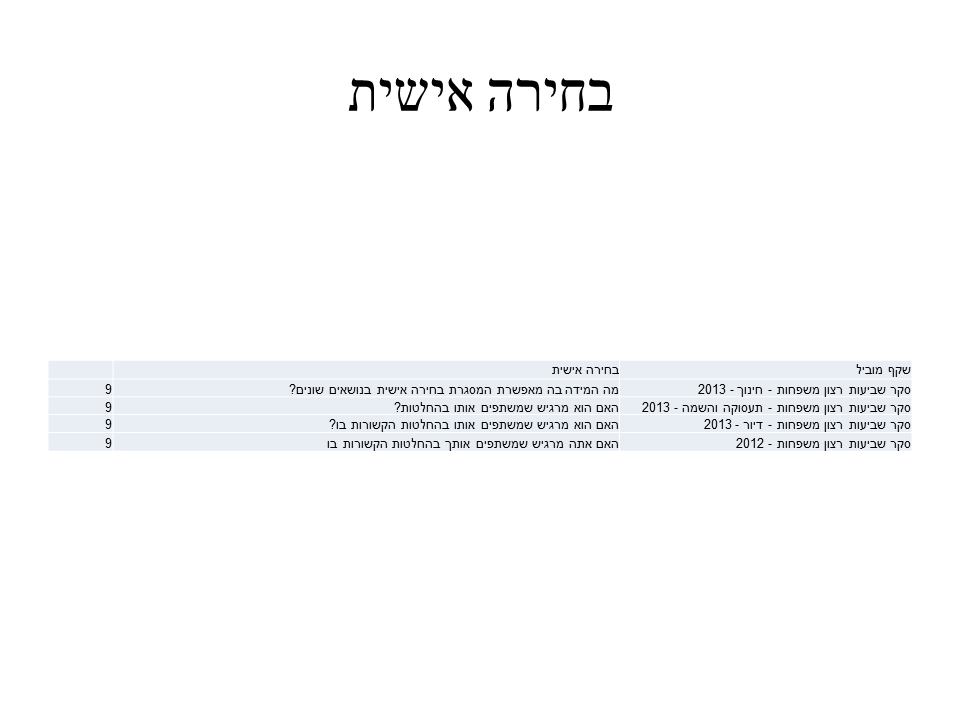 בחירה אישית
שקף מוביל בחירה אישית
סקר שביעות רצון משפחות - חינוך - 2013 מה המידה בה מאפשרת המסגרת בחירה אישית בנושאים שונים? 9
סקר שביעות רצון משפחות - תעסוקה והשמה - 2013 האם הוא מרגיש שמשתפים אותו בהחלטות? 9
סקר שביעות רצון משפחות - דיור - 2013 האם הוא מרגיש שמשתפים אותו בהחלטות הקשורות בו? 9
סקר שביעות רצון משפחות - 2012 האם אתה מרגיש שמשתפים אותך בהחלטות הקשורות בו 9